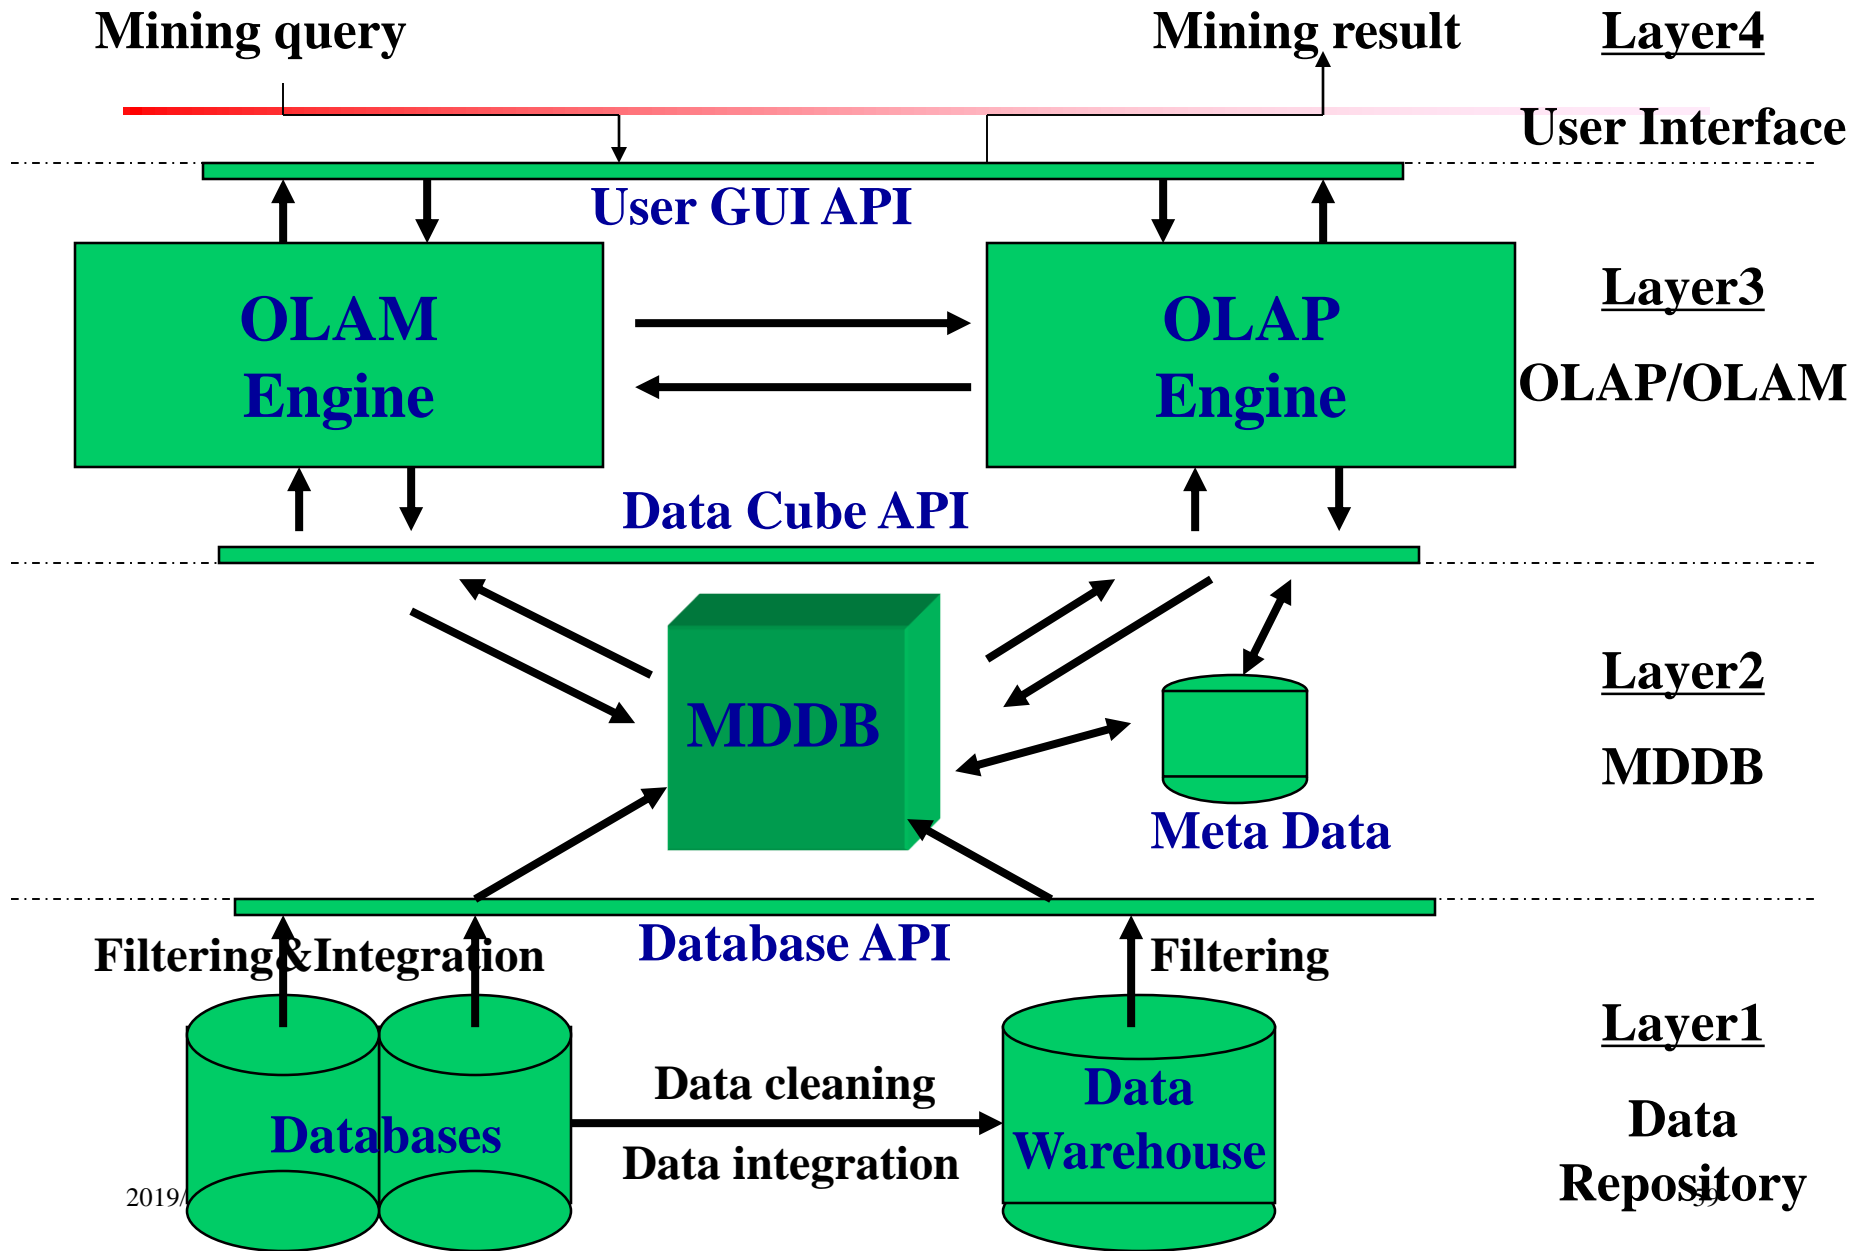 Mining query
Mining result
Layer4
User Interface
User GUI API
OLAM
Engine
OLAP
Engine
Layer3
OLAP/OLAM
Data Cube API
MDDB
Layer2
MDDB
Meta Data
Filtering&Integration
Database API
Filtering
Layer1
Data
Repository
Databases
Data cleaning
Data integration
Data
Warehouse
2019/
59